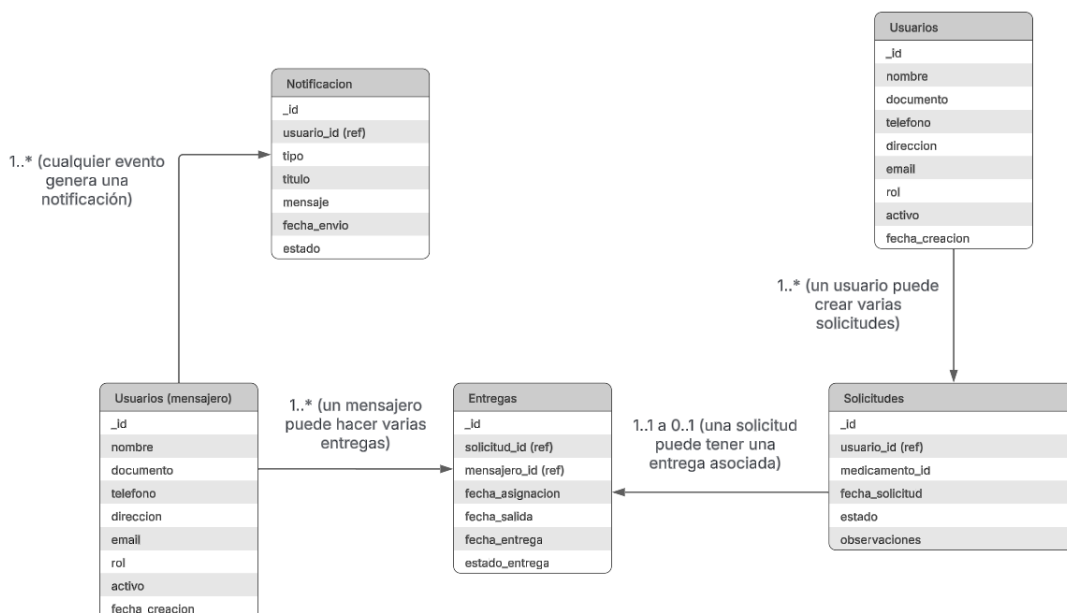 Usuarios
_id
nombre
documento
telefono
direccion
email
rol
activo
fecha_creacion
Notificacion
_id
usuario_id (ref)
tipo
titulo
mensaje
fecha_envio
estado
1..* (cualquier evento
genera una
notificación)
1..* (un usuario puede
crear varias
solicitudes)
Usuarios (mensajero)
_id
nombre
documento
telefono
direccion
email
rol
activo
fecha_creacion
1..* (un mensajero
puede hacer varias
entregas)
Entregas
_id
solicitud_id (ref)
mensajero_id (ref)
fecha_asignacion
fecha_salida
fecha_entrega
estado_entrega
1..1 a 0..1 (una solicitud
puede tener una
entrega asociada)
Solicitudes
_id
usuario_id (ref)
medicamento_id
fecha_solicitud
estado
observaciones